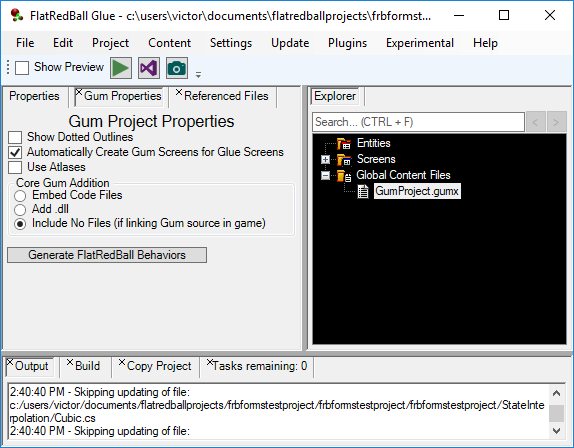 FlatRedBall Glue - c:\users\victor\documents\flatredballprojects\frbformst...
File Edit Project Content Settings Update Plugins Experimental Help
Show Preview
Properties Gum Properties Referenced Files
Gum Project Properties
Show Dotted Outlines
Automatically Create Gum Screens for Glue Screens
Use Atlases
Core Gum Addition
Embed Code Files
Add .dll
Include No Files (if linking Gum source in game)
Generate FlatRedBall Behaviors
Explorer
Search... (CTRL + F)
< >
Entities
Screens
Global Content Files
GumProject.gumx
Output Build Copy Project Tasks remaining: 0
2:40:40 PM - Skipping updating of file:
c:/users/victor/documents/flatredballprojects/frbformstestproject/frbformstestproject/frbformstestproject/StateInte
rpolation/Cubic.cs
2:40:40 PM - Skipping updating of file: